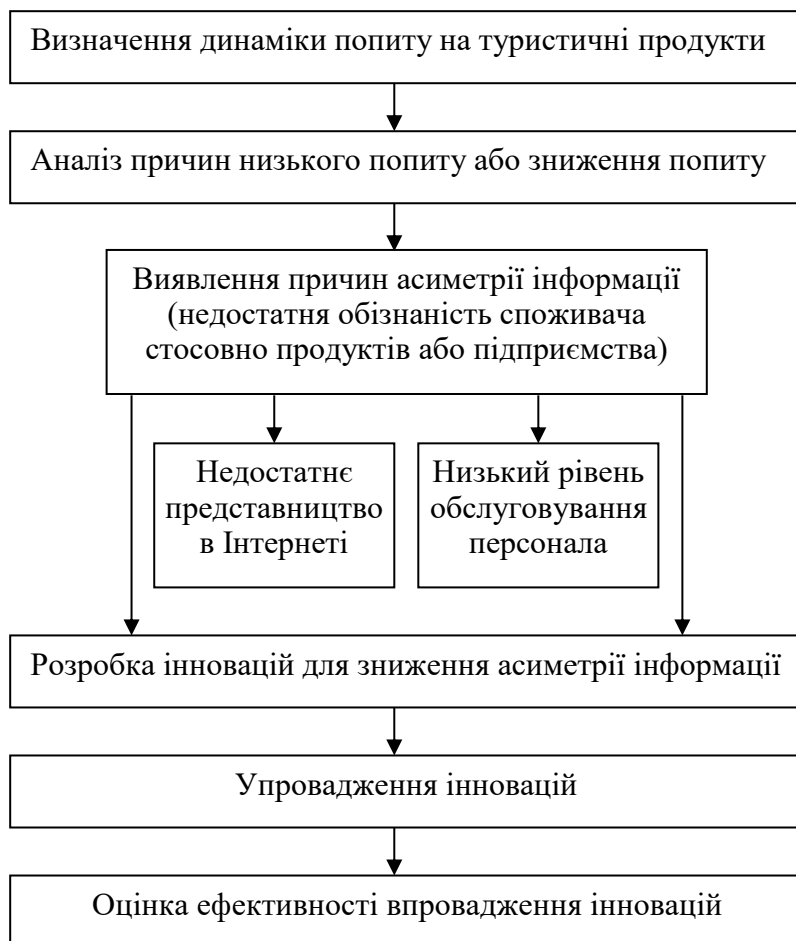 Визначення динаміки попиту на туристичні продукти
Аналіз причин низького попиту або зниження попиту
Виявлення причин асиметрії інформації
(недостатня обізнаність споживача
стосовно продуктів або підприємства)
Недостатнє
представництво
в Інтернеті
Низький рівень
обслуговування
персонала
Розробка інновацій для зниження асиметрії інформації
Упровадження інновацій
Оцінка ефективності впровадження інновацій